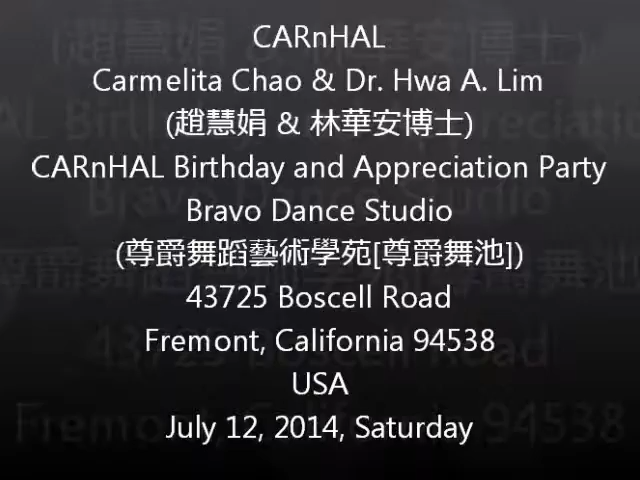 CARnHAL
Carmelita Chao & Dr. Hwa A. Lim
(趙慧娟 & 林華安博士)
CARnHAL Birthday and Appreciation Party
Bravo Dance Studio
(尊爵舞蹈藝術學苑[尊爵舞池])
43725 Boscell Road
Fremont, California 94538
USA
July 12, 2014, Saturday